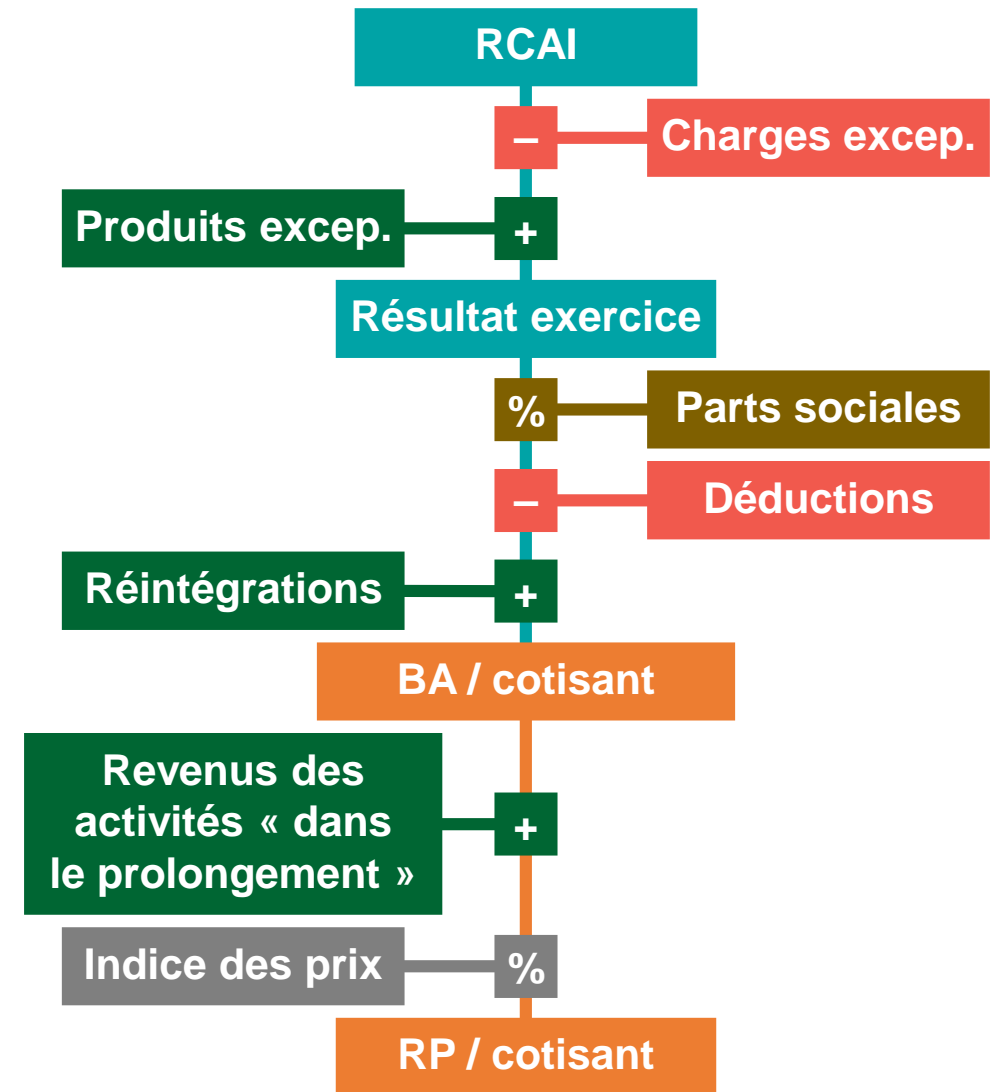 RCAI
–
Charges excep.
Produits excep.
+
Résultat exercice
%
Parts sociales
–
Déductions
Réintégrations
+
BA / cotisant
Revenus des
activités « dans
le prolongement »
+
Indice des prix
%
RP / cotisant